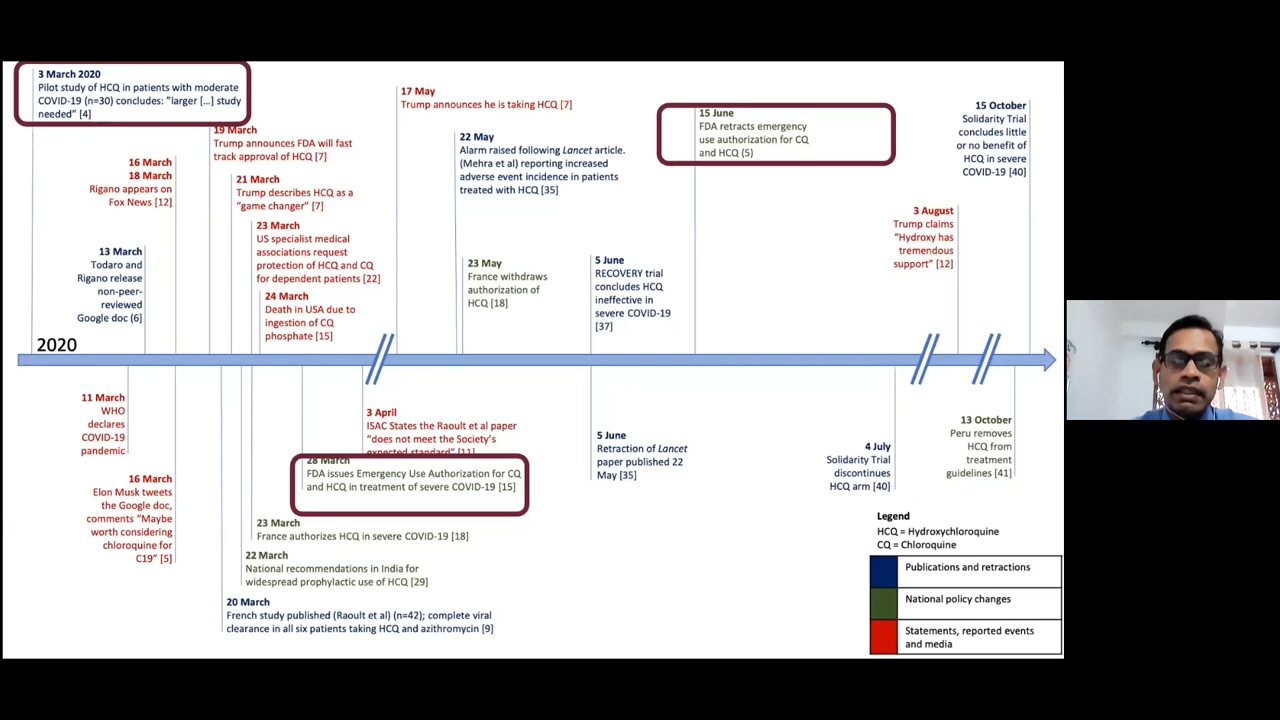 3 March 2020
Pilot study of HCQ in patients with moderate
COVID-19 (n=30) concludes: “larger […] study
needed” [4]
19 March
Trump announces FDA will fast
track approval of HCQ [7]
16 March
18 March
Rigano appears on
Fox News [12]
21 March
Trump describes HCQ as a
“game changer” [7]
23 March
US specialist medical
associations request
protection of HCQ and CQ
for dependent patients [22]
13 March
Todaro and
Rigano release
non-peer-
reviewed
Google doc (6)
24 March
Death in USA due to
ingestion of CQ
phosphate [15]
17 May
Trump announces he is taking HCQ [7]
22 May
Alarm raised following Lancet article.
(Mehra et al) reporting increased
adverse event incidence in patients
treated with HCQ [35]
23 May
France withdraws
authorization of
HCQ [18]
5 June
RECOVERY trial
concludes HCQ
ineffective in
severe COVID-19
[37]
15 June
FDA retracts emergency
use authorization for CQ
and HCQ (5)
15 October
Solidarity Trial
concludes little
or no benefit of
HCQ in severe
COVID-19 [40]
3 August
Trump claims
“Hydroxy has
tremendous
support” [12]
2020
11 March
WHO
declares
COVID-19
pandemic
16 March
Elon Musk tweets
the Google doc,
comments “Maybe
worth considering
chloroquine for
C19” [5]
3 April
ISAC States the Raoult et al paper
“does not meet the Society’s
expected standard” [11]
28 March
FDA issues Emergency Use Authorization for CQ
and HCQ in treatment of severe COVID-19 [15]
23 March
France authorizes HCQ in severe COVID-19 [18]
22 March
National recommendations in India for
widespread prophylactic use of HCQ [29]
20 March
French study published (Raoult et al) (n=42); complete viral
clearance in all six patients taking HCQ and azithromycin [9]
5 June
Retraction of Lancet
paper published 22
May [35]
4 July
Solidarity Trial
discontinues
HCQ arm [40]
13 October
Peru removes
HCQ from
treatment
guidelines [41]
Legend
HCQ = Hydroxychloroquine
CQ = Chloroquine
Publications and retractions
National policy changes
Statements, reported events
and media